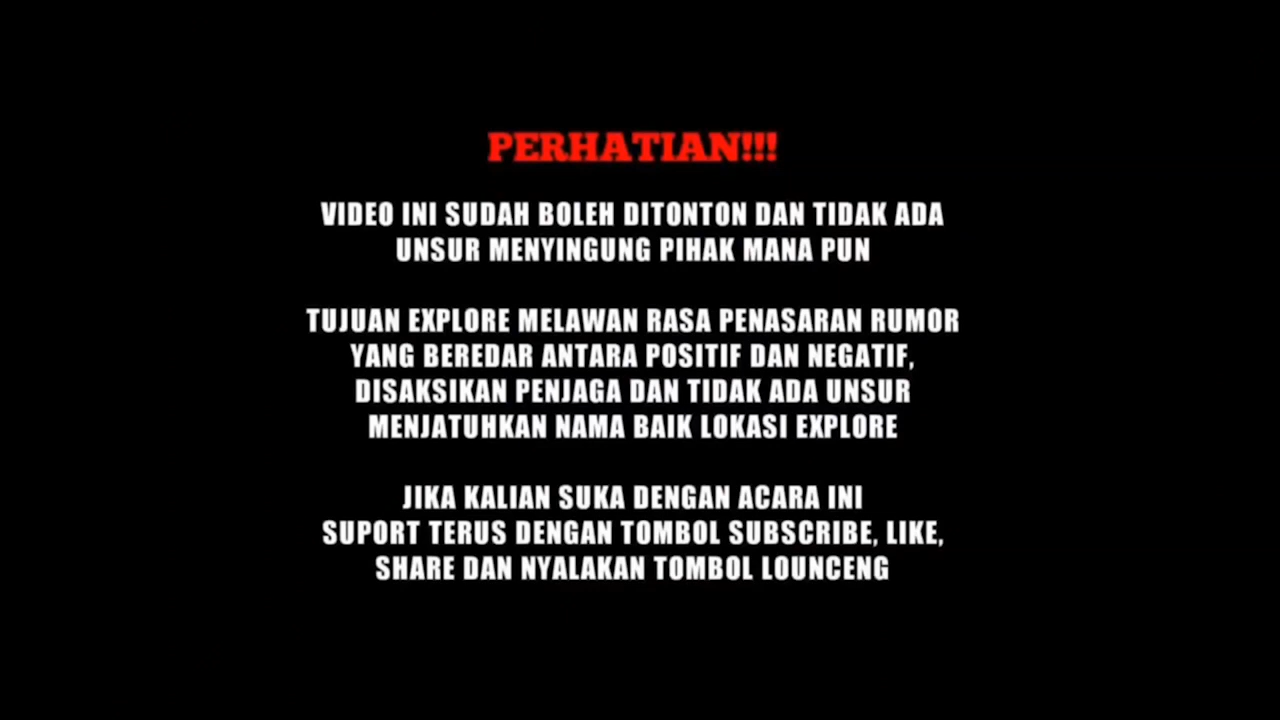 PERHATIAN!!!
VIDEO INI SUDAH BOLEH DITONTON DAN TIDAK ADA
UNSUR MENYINGUNG PIHAK MANA PUN
TUJUAN EXPLORE MELAWAN RASA PENASARAN RUMOR
YANG BEREDAR ANTARA POSITIF DAN NEGATIF,
DISAKSIKAN PENJAGA DAN TIDAK ADA UNSUR
MENJATUHKAN NAMA BAIK LOKASI EXPLORE
JIKA KALIAN SUKA DENGAN ACARA INI
SUPORT TERUS DENGAN TOMBOL SUBSCRIBE, LIKE,
SHARE DAN NYALAKAN TOMBOL LOUNCENG